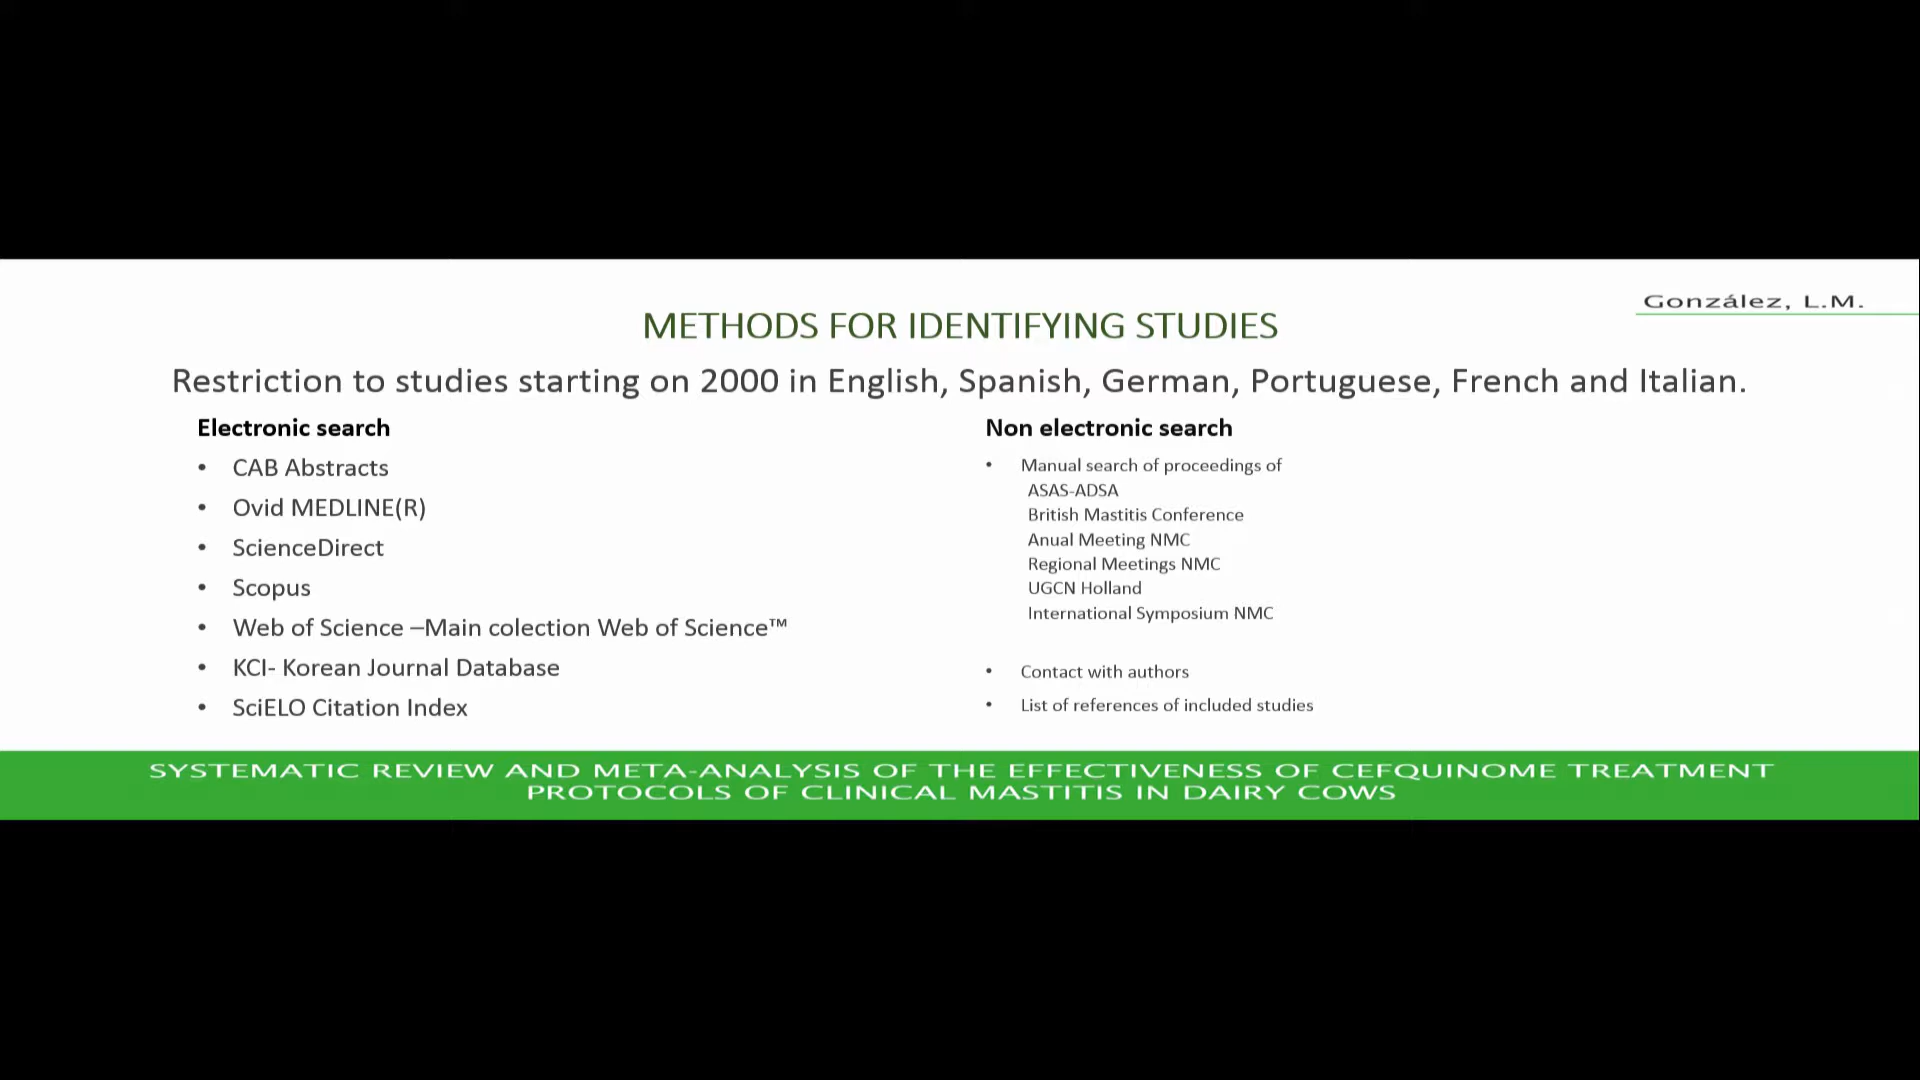 González, L.M.
METHODS FOR IDENTIFYING STUDIES
Restriction to studies starting on 2000 in English, Spanish, German, Portuguese, French and Italian.
Electronic search
• CAB Abstracts
• Ovid MEDLINE(R)
• ScienceDirect
• Scopus
• Web of Science –Main colection Web of Science™
• KCI- Korean Journal Database
• SciELO Citation Index
Non electronic search
• Manual search of proceedings of
ASAS-ADSA
British Mastitis Conference
Anual Meeting NMC
Regional Meetings NMC
UGCN Holland
International Symposium NMC
• Contact with authors
• List of references of included studies
SYSTEMATIC REVIEW AND META-ANALYSIS OF THE EFFECTIVENESS OF CEFQUINOME TREATMENT
PROTOCOLS OF CLINICAL MASTITIS IN DAIRY COWS